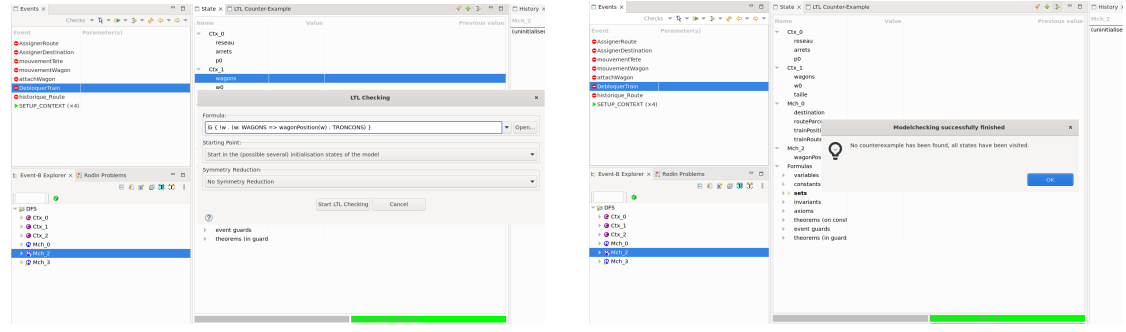 Events
Checks
Event Parameter(s)
AssignerRoute
AssignerDestination
mouvementTete
mouvementWagon
attachWagon
DebloquerTrain
historique_Route
SETUP_CONTEXT (×4)
Event-B Explorer Rodin Problems
DFS
Ctx_0
Ctx_1
Ctx_2
Mch_0
Mch_2
Mch_3
State LTL Counter-Example
Name Value Previous value
Ctx_0
reseau
arrets
p0
Ctx_1
wagons
w0
LTL Checking
Formula:
G { !w . (w: WAGONS => wagonPosition(w) : TRONCONS) }
Open...
Starting Point:
Start in the (possible several) initialisation states of the model
Symmetry Reduction:
No Symmetry Reduction
Start LTL Checking Cancel
event guards
theorems (in guard
History
Mch_2
(uninitialised
Events
Checks
Event Parameter(s)
AssignerRoute
AssignerDestination
mouvementTete
mouvementWagon
attachWagon
DebloquerTrain
historique_Route
SETUP_CONTEXT (×4)
Event-B Explorer Rodin Problems
DFS
Ctx_0
Ctx_1
Ctx_2
Mch_0
Mch_2
Mch_3
State LTL Counter-Example
Name Value Previous value
Ctx_0
reseau
arrets
p0
Ctx_1
wagons
w0
taille
Mch_0
destination
routeParc
trainPositi
trainRoute
Mch_2
wagonPos
Formulas
variables
constants
sets
invariants
axioms
theorems (on const
event guards
theorems (in guard
Modelchecking successfully finished
No counterexample has been found, all states have been visited.
OK
History
Mch_2
(uninitialise